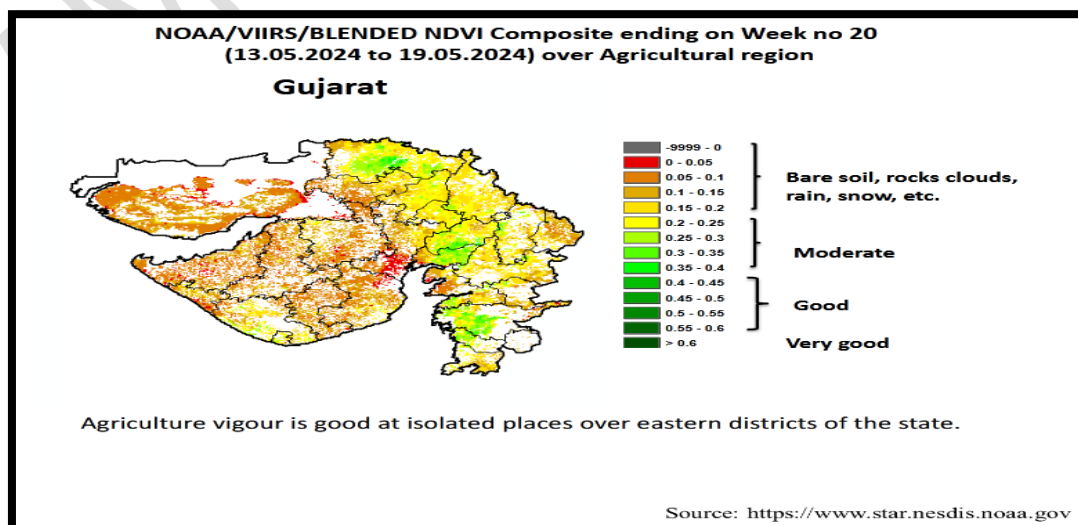 NOAA/VIIRS/BLENDED NDVI Composite ending on Week no 20
(13.05.2024 to 19.05.2024) over Agricultural region
Gujarat
-9999 - 0
0 - 0.05
0.05 - 0.1
0.1 - 0.15
0.15 - 0.2
0.2 - 0.25
0.25 - 0.3
0.3 - 0.35
0.35 - 0.4
0.4 - 0.45
0.45 - 0.5
0.5 - 0.55
0.55 - 0.6
> 0.6
Bare soil, rocks clouds,
rain, snow, etc.
Moderate
Good
Very good
Agriculture vigour is good at isolated places over eastern districts of the state.
Source: https://www.star.nesdis.noaa.gov